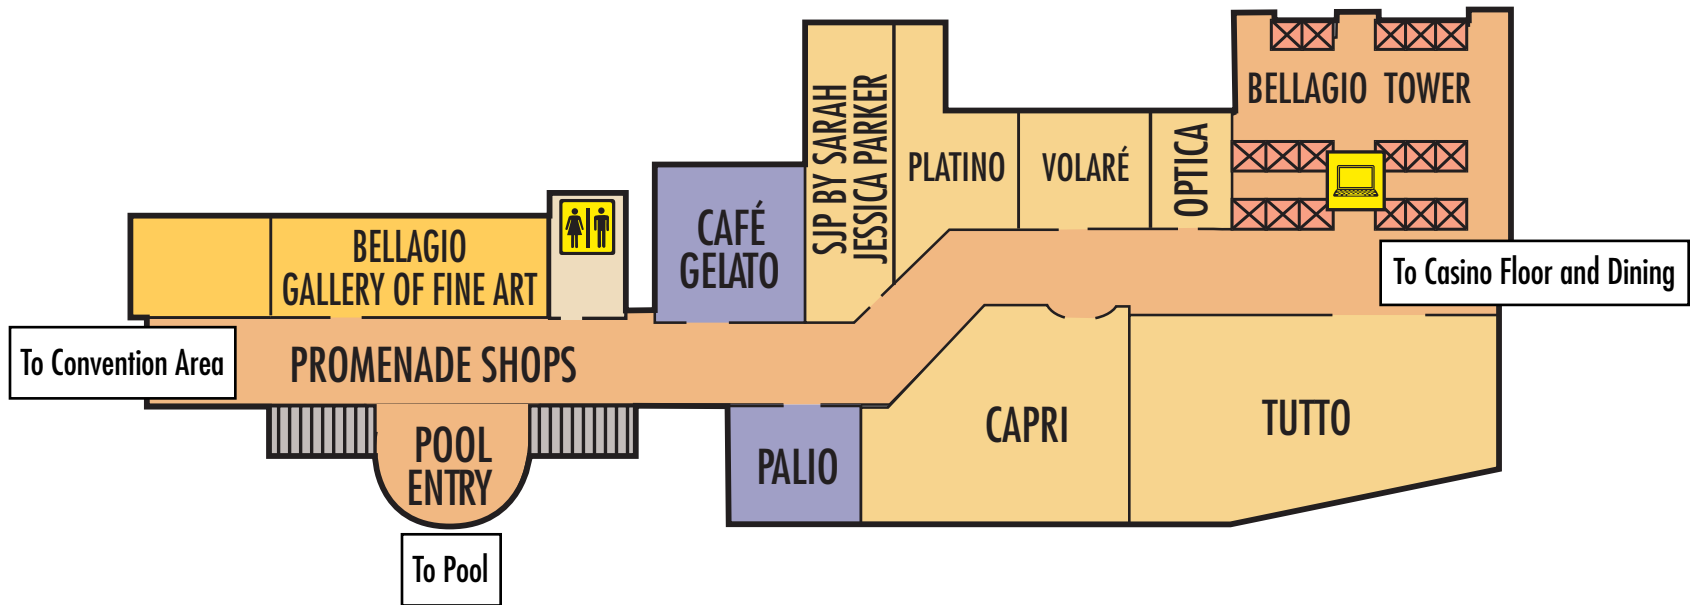 BELLAGIO TOWER
SJP BY SARAH
JESSICA PARKER
PLATINO
VOLARÉ
OPTICA
CAFÉ
GELATO
BELLAGIO
GALLERY OF FINE ART
To Casino Floor and Dining
To Convention Area
PROMENADE SHOPS
CAPRI
TUTTO
POOL
ENTRY
PALIO
To Pool